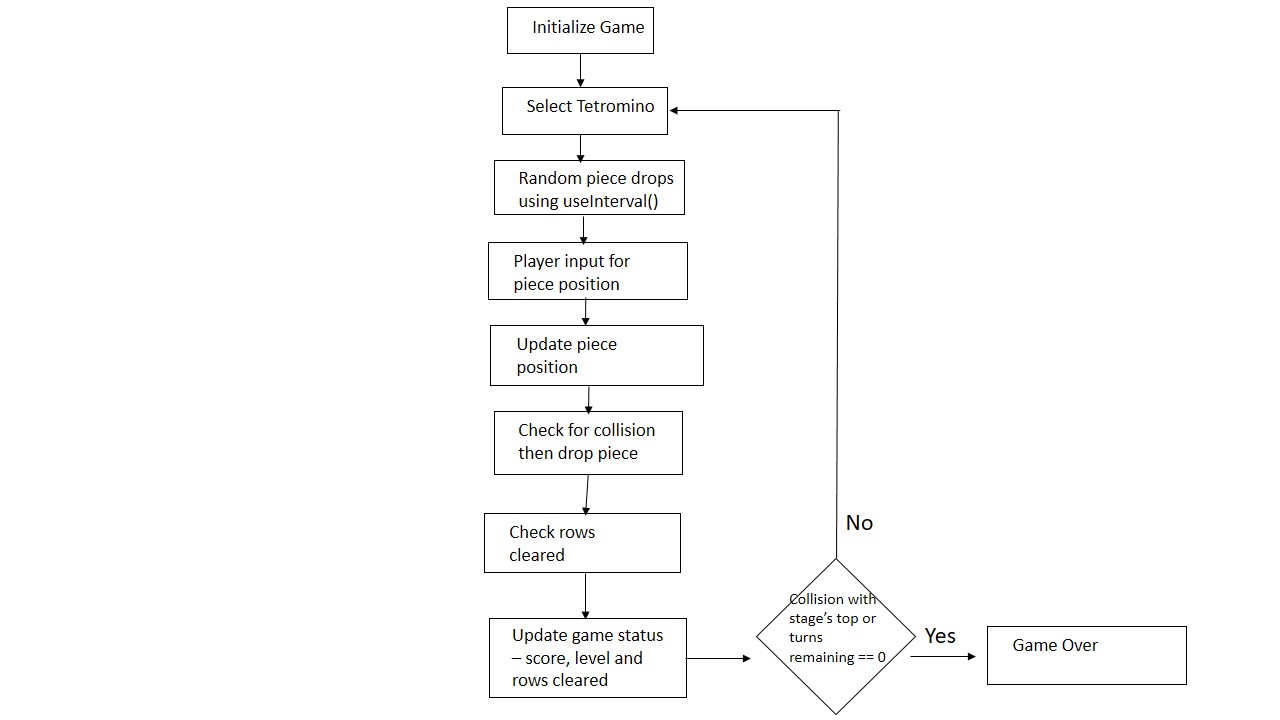 Initialize Game
Select Tetromino
Random piece drops
using useInterval()
Player input for
piece position
Update piece
position
Check for collision
then drop piece
Check rows
cleared
Update game status
– score, level and
rows cleared
No
Collision with
stage’s top or
turns
remaining == 0
Yes
Game Over